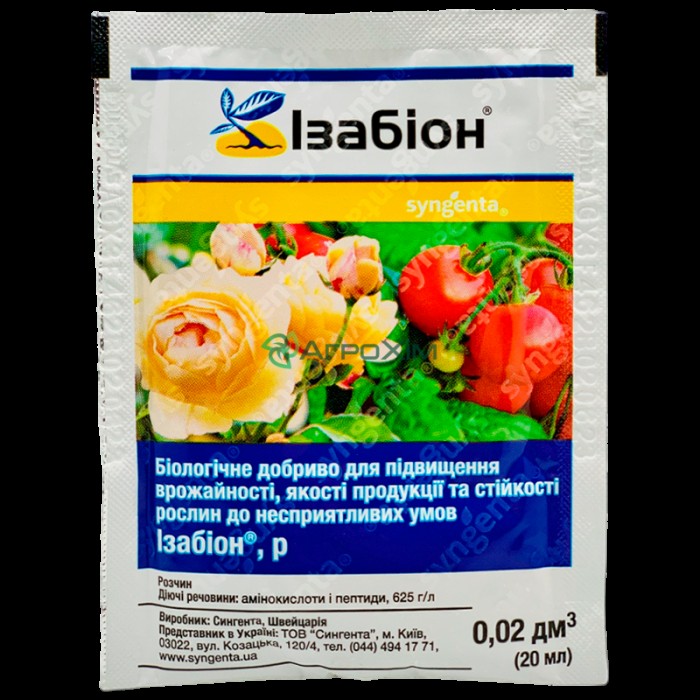 Ізабіон®
syngenta®
АГРОХІМ
Біологічне добриво для підвищення
врожайності, якості продукції та стійкості
рослин до несприятливих умов
Ізабіон®, р
Розчин
Діючі речовини: амінокислоти і пептиди, 625 г/л
Виробник: Сингента, Швейцарія
Представник в Україні: ТОВ "Сингента", м. Київ,
03022, вул. Козацька, 120/4, тел. (044) 494 17 71,
www.syngenta.ua
0,02 дм³
(20 мл)